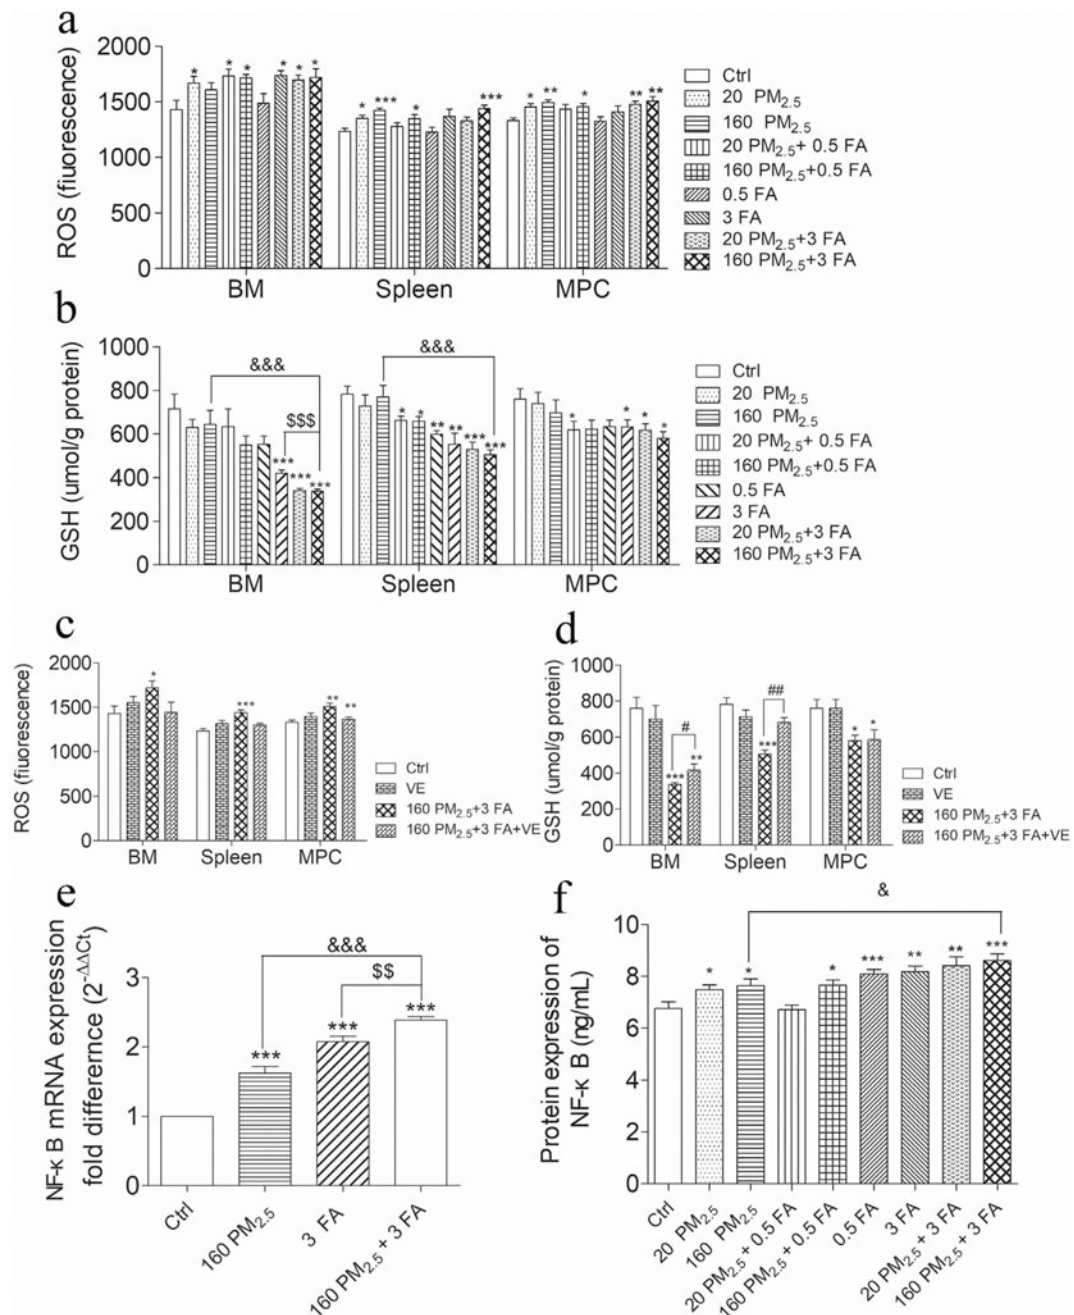 a
ROS (fluorescence)
2000
1500
1000
500
0
* * * * * *
* *** * ***
* ** * ** **
BM Spleen MPC
Ctrl
20 PM2.5
160 PM2.5
20 PM2.5+ 0.5 FA
160 PM2.5+0.5 FA
0.5 FA
3 FA
20 PM2.5+3 FA
160 PM2.5+3 FA
b
GSH (umol/g protein)
1000
800
600
400
200
0
&&&
$$$
*** *** ***
&&&
* * ** ** *** ***
* * * *
BM Spleen MPC
Ctrl
20 PM2.5
160 PM2.5
20 PM2.5+ 0.5 FA
160 PM2.5+0.5 FA
0.5 FA
3 FA
20 PM2.5+3 FA
160 PM2.5+3 FA
c
ROS (fluorescence)
2000
1500
1000
500
0
* *** ** **
BM Spleen MPC
Ctrl
VE
160 PM2.5+3 FA
160 PM2.5+3 FA+VE
d
GSH (umol/g protein)
1000
800
600
400
200
0
#
*** **
##
***
* *
BM Spleen MPC
Ctrl
VE
160 PM2.5+3 FA
160 PM2.5+3 FA+VE
e
NF-κ B mRNA expression
fold differernce (2-ΔΔCt)
3
2
1
0
&&&
$$
*** *** ***
Ctrl
160 PM2.5
3 FA
160 PM2.5 + 3 FA
f
Protein expression of
NF-κ B (ng/mL)
10
8
6
4
2
0
&
* * * *** ** ** ***
Ctrl
20 PM2.5
160 PM2.5
20 PM2.5 + 0.5 FA
160 PM2.5 + 0.5 FA
0.5 FA
3 FA
20 PM2.5 + 3 FA
160 PM2.5 + 3 FA